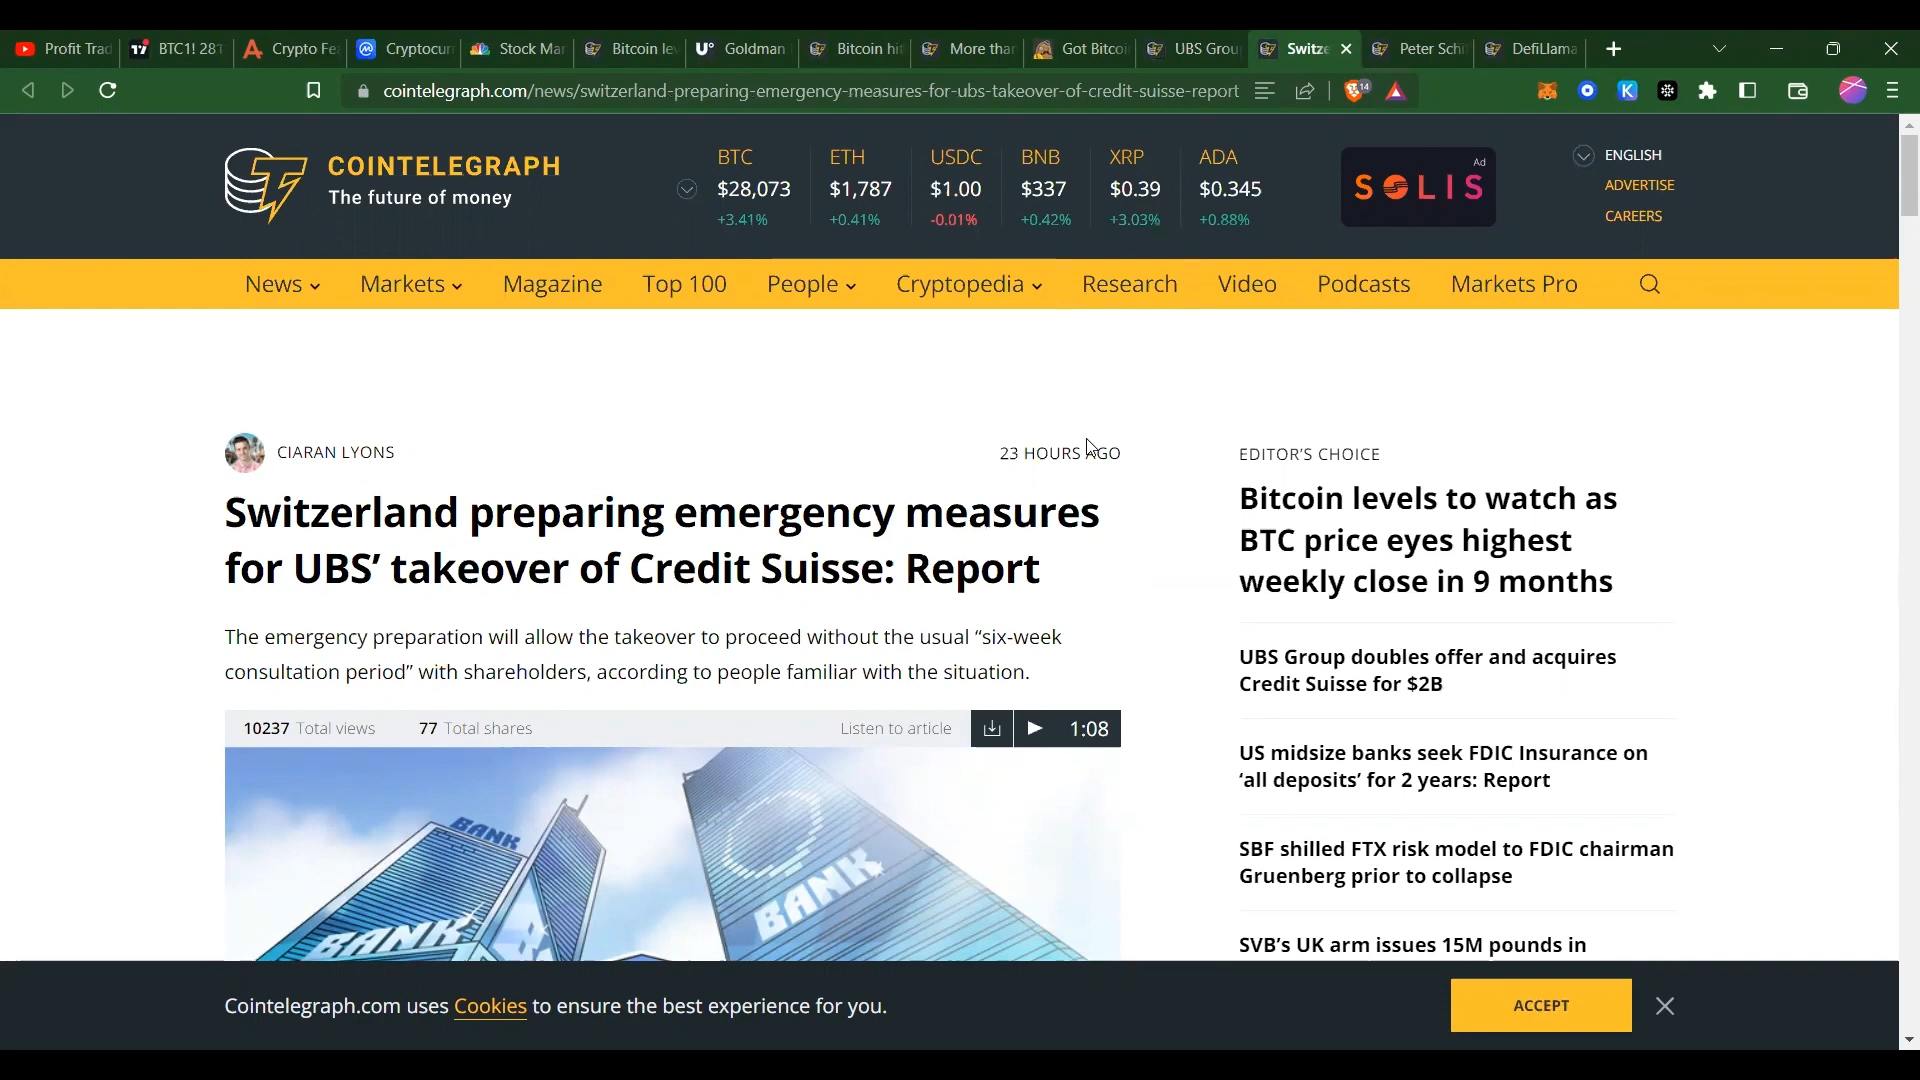 Profit Trad
BTC1! 281
Crypto Fe
Cryptocur
Stock Mar
Bitcoin le
Goldman
Bitcoin hi
More than
Got Bitcoi
UBS Grou
Switze
Peter Schi
DefiLlama
cointelegraph.com/news/switzerland-preparing-emergency-measures-for-ubs-takeover-of-credit-suisse-report
14
COINTELEGRAPH
The future of money
BTC
$28,073
+3.41%
ETH
$1,787
+0.41%
USDC
$1.00
-0.01%
BNB
$337
+0.42%
XRP
$0.39
+3.03%
ADA
$0.345
+0.88%
Ad
SOLIS
ENGLISH
ADVERTISE
CAREERS
News
Markets
Magazine
Top 100
People
Cryptopedia
Research
Video
Podcasts
Markets Pro
CIARAN LYONS
23 HOURS AGO
Switzerland preparing emergency measures
for UBS’ takeover of Credit Suisse: Report
The emergency preparation will allow the takeover to proceed without the usual “six-week
consultation period” with shareholders, according to people familiar with the situation.
10237 Total views
77 Total shares
Listen to article
1:08
BANK
BANK
BANK
EDITOR’S CHOICE
Bitcoin levels to watch as
BTC price eyes highest
weekly close in 9 months
UBS Group doubles offer and acquires
Credit Suisse for $2B
US midsize banks seek FDIC Insurance on
‘all deposits’ for 2 years: Report
SBF shilled FTX risk model to FDIC chairman
Gruenberg prior to collapse
SVB’s UK arm issues 15M pounds in
Cointelegraph.com uses Cookies to ensure the best experience for you.
ACCEPT